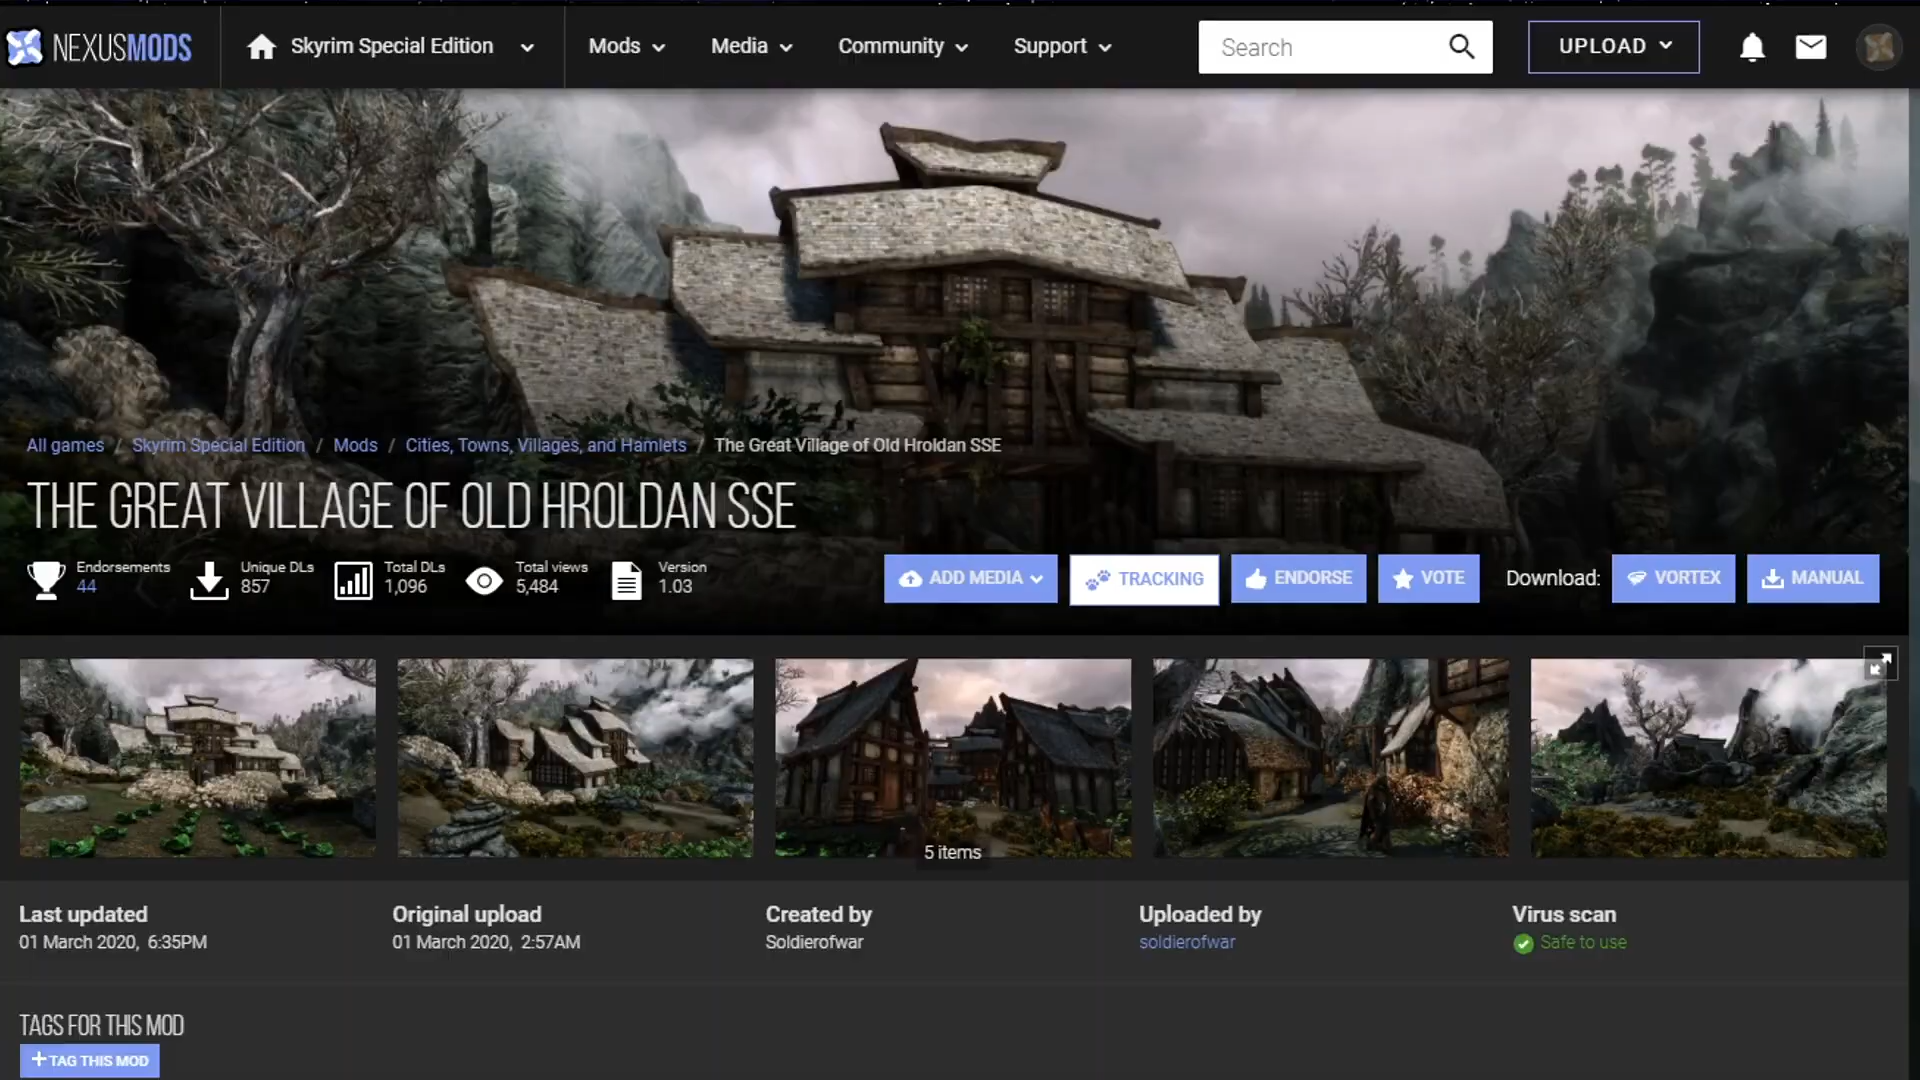 NEXUSMODS
Skyrim Special Edition
Mods
Media
Community
Support
Search
UPLOAD
All games / Skyrim Special Edition / Mods / Cities, Towns, Villages, and Hamlets / The Great Village of Old Hroldan SSE
THE GREAT VILLAGE OF OLD HROLDAN SSE
Endorsements
44
Unique DLs
857
Total DLs
1,096
Total views
5,484
Version
1.03
ADD MEDIA
TRACKING
ENDORSE
VOTE
Download:
VORTEX
MANUAL
5 items
Last updated
01 March 2020, 6:35PM
Original upload
01 March 2020, 2:57AM
Created by
Soldierofwar
Uploaded by
soldierofwar
Virus scan
Safe to use
TAGS FOR THIS MOD
+ TAG THIS MOD